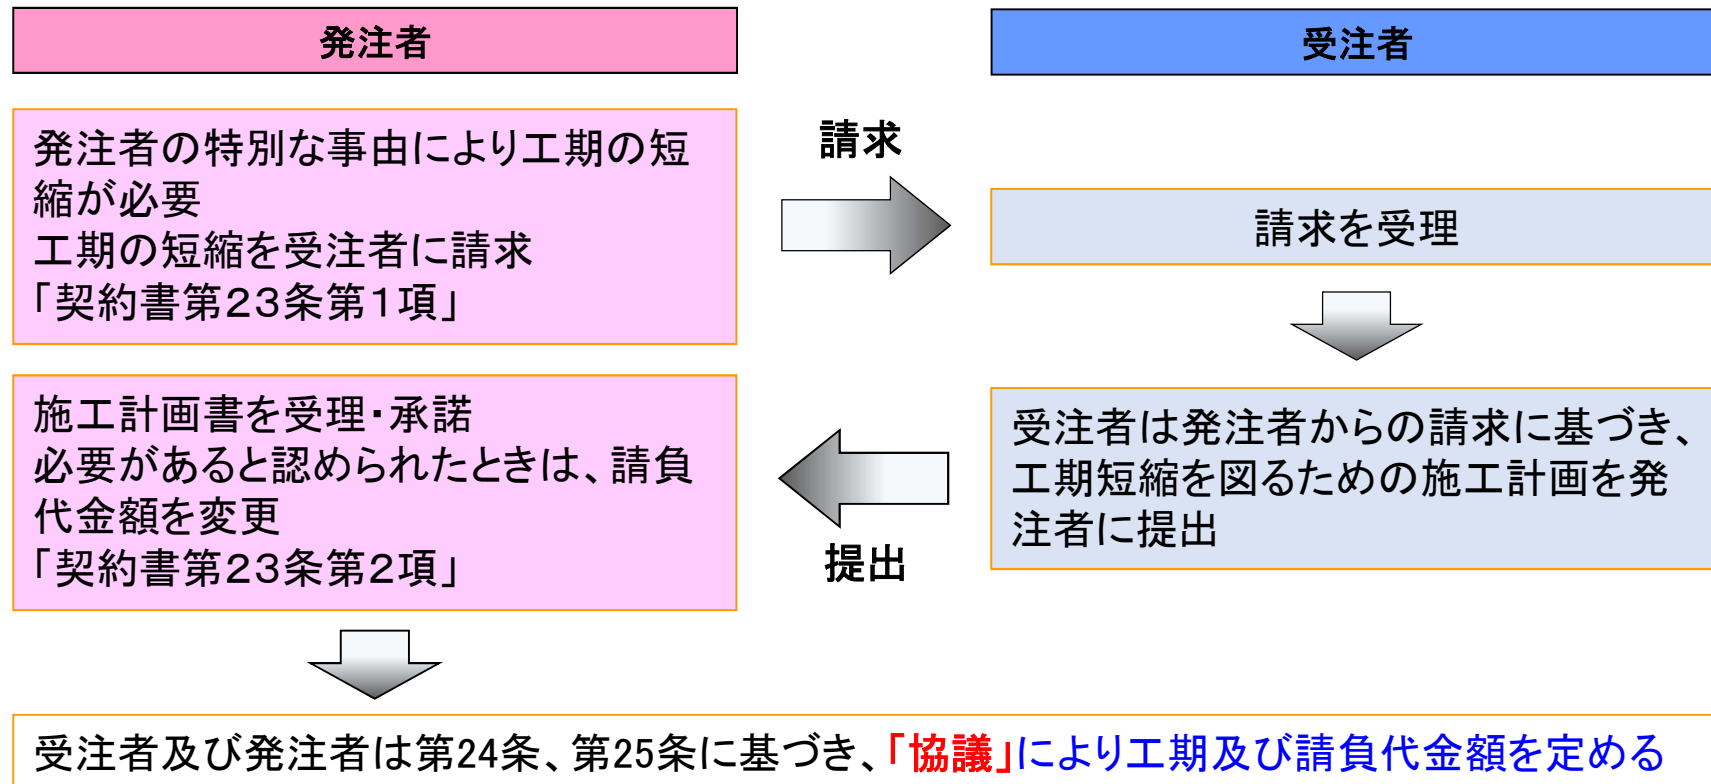 発注者
受注者
発注者の特別な事由により工期の短
縮が必要
工期の短縮を受注者に請求
「契約書第23条第1項」
請求
請求を受理
施工計画書を受理・承諾
必要があると認められたときは、請負
代金額を変更
「契約書第23条第2項」
提出
受注者は発注者からの請求に基づき、
工期短縮を図るための施工計画を発
注者に提出
受注者及び発注者は第24条、第25条に基づき、「協議」により工期及び請負代金額を定める